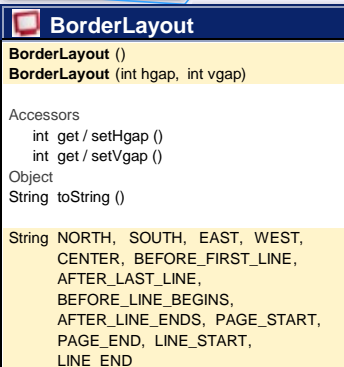 BorderLayout
BorderLayout ()
BorderLayout (int hgap, int vgap)
Accessors
int get / setHgap ()
int get / setVgap ()
Object
String toString ()
String NORTH, SOUTH, EAST, WEST,
CENTER, BEFORE_FIRST_LINE,
AFTER_LAST_LINE,
BEFORE_LINE_BEGINS,
AFTER_LINE_ENDS, PAGE_START,
PAGE_END, LINE_START,
LINE_END